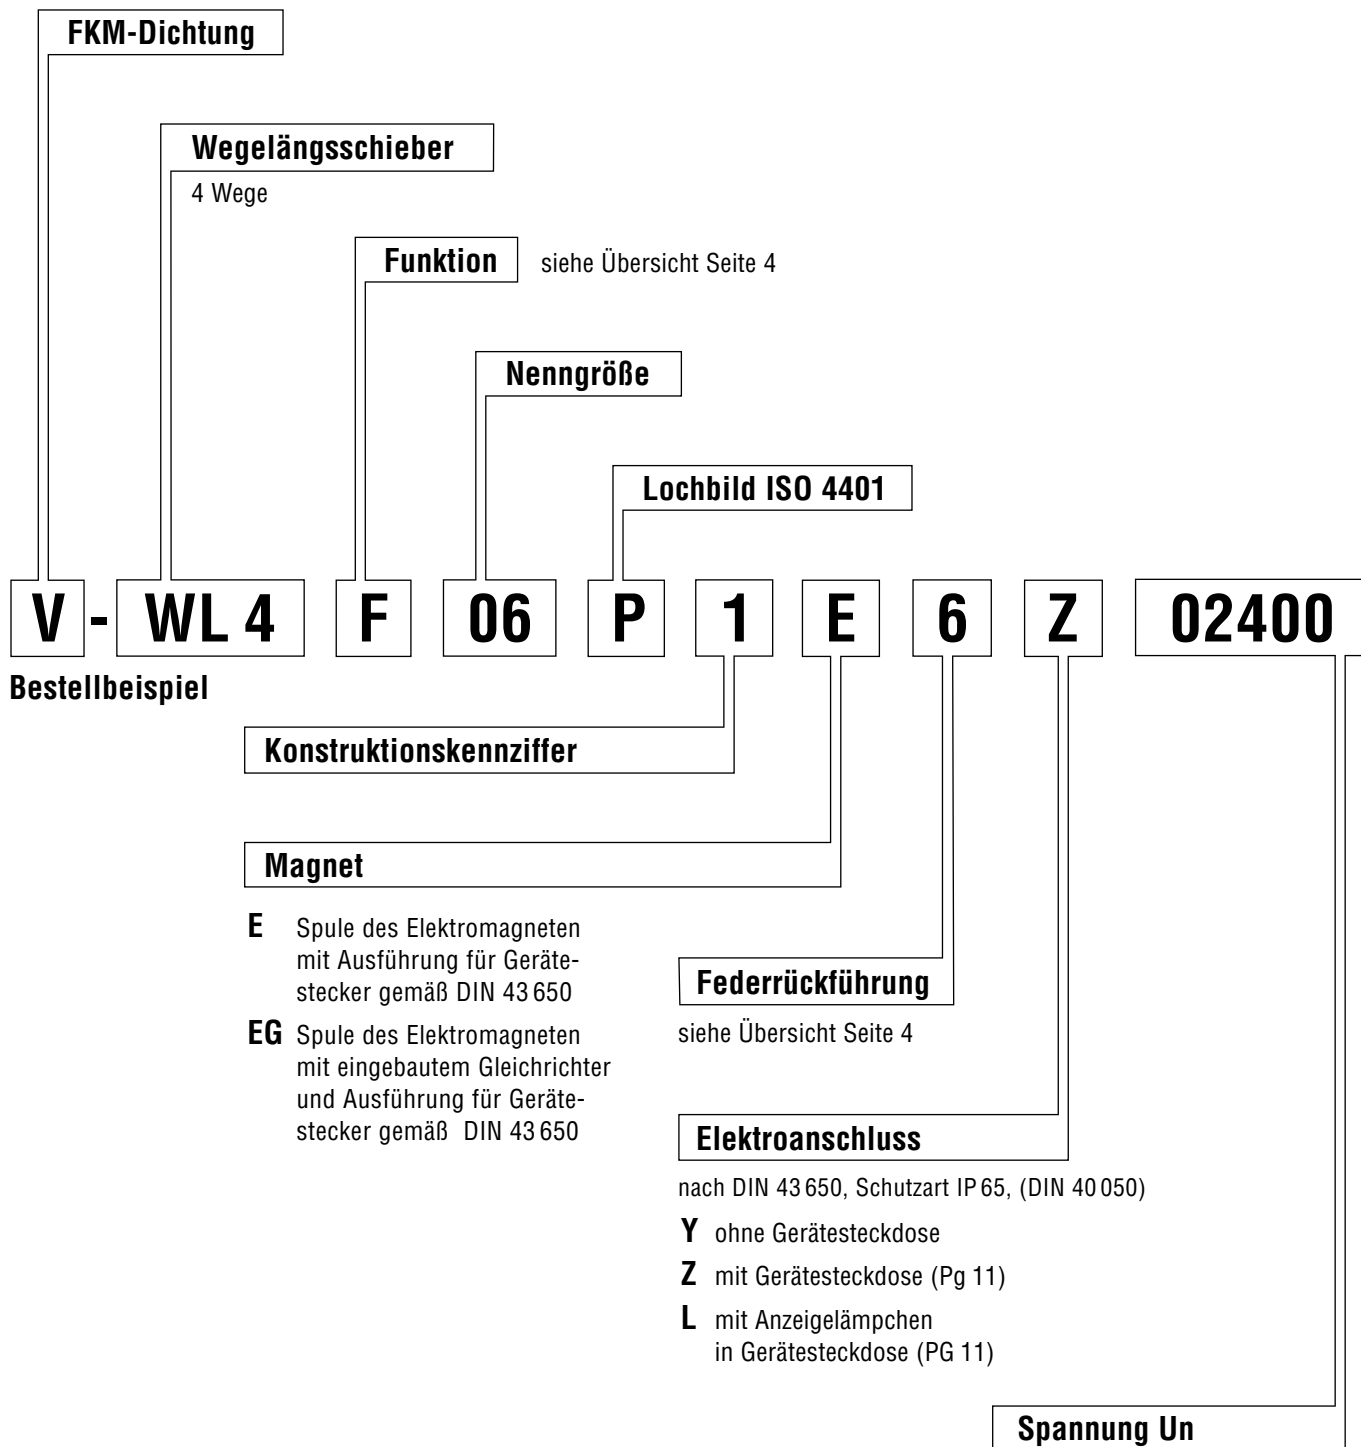 FKM-Dichtung
Wegelängsschieber
4 Wege
Funktion siehe Übersicht Seite 4
Nenngröße
Lochbild ISO 4401
V - WL 4 F 06 P 1 E 6 Z 02400
Bestellbeispiel
Konstruktionskennziffer
Magnet
E Spule des Elektromagneten
mit Ausführung für Geräte-
stecker gemäß DIN 43 650
EG Spule des Elektromagneten
mit eingebautem Gleichrichter
und Ausführung für Geräte-
stecker gemäß DIN 43 650
Federrückführung
siehe Übersicht Seite 4
Elektroanschluss
nach DIN 43 650, Schutzart IP 65, (DIN 40 050)
Y ohne Gerätesteckdose
Z mit Gerätesteckdose (Pg 11)
L mit Anzeigelämpchen
in Gerätesteckdose (PG 11)
Spannung Un